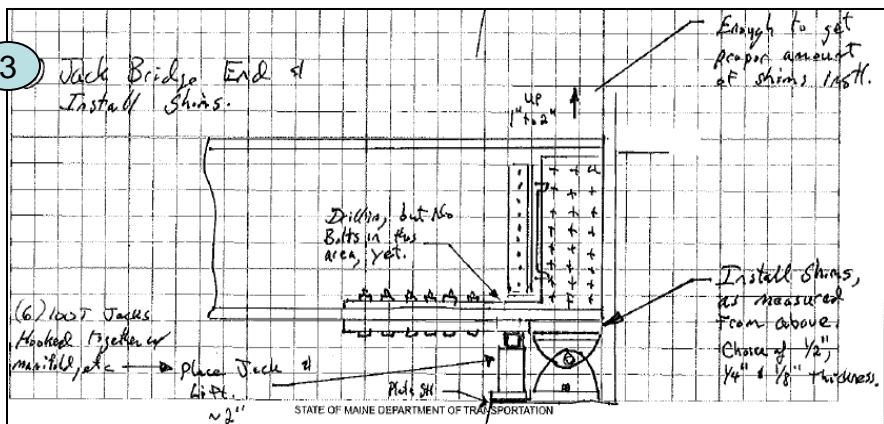 3
Jack Bridge End &
Install Shims.
Enough to get
proper amount
of shims instl.
up
1" to 2"
Drill in, but No
Bolts in this
area, yet.
(6) 100T Jacks
Hooked together w/
manifold, etc
Place Jack &
Lift.
~2"
Install Shims,
as measured
From above.
Choice of 1/2",
1/4" & 1/8" thickness.
STATE OF MAINE DEPARTMENT OF TRANSPORTATION